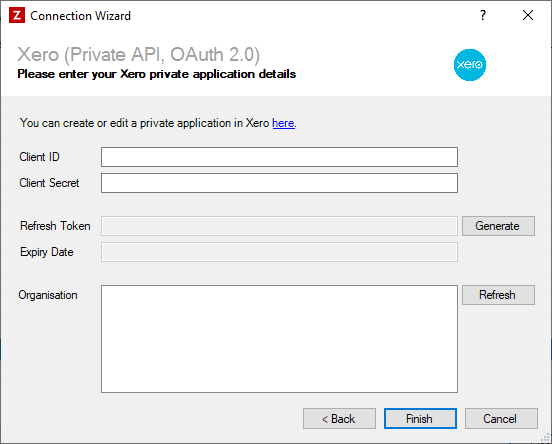 Z Connection Wizard ? ×
Xero (Private API, OAuth 2.0)
Please enter your Xero private application details
xero
You can create or edit a private application in Xero here.
Client ID
Client Secret
Refresh Token Generate
Expiry Date
Organisation Refresh
< Back Finish Cancel